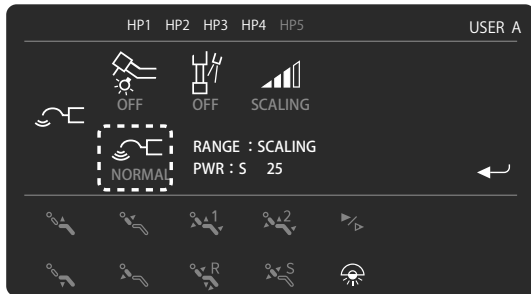 HP1 HP2 HP3 HP4 HP5 USER A
OFF OFF SCALING
RANGE : SCALING
NORMAL PWR : S 25
1 2
R S